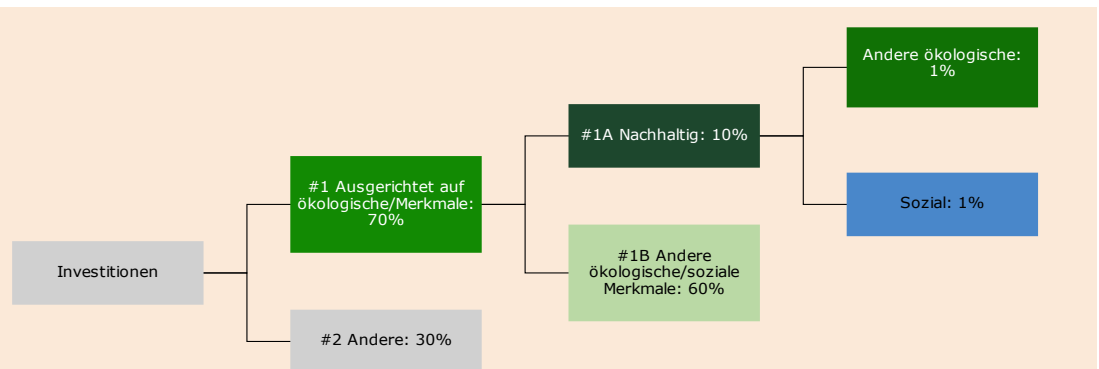 Investitionen
#1 Ausgerichtet auf
ökologische/Merkmale:
70%
#2 Andere: 30%
#1A Nachhaltig: 10%
#1B Andere
ökologische/soziale
Merkmale: 60%
Andere ökologische:
1%
Sozial: 1%